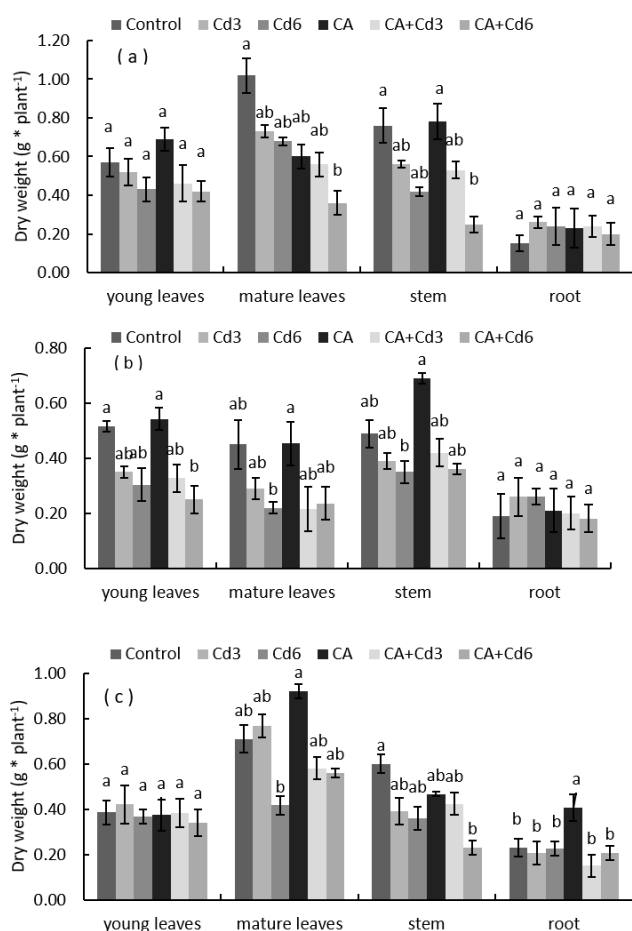 Control Cd3 Cd6 CA CA+Cd3 CA+Cd6
( a )
Dry weight (g * plant-1)
1.20
1.00
0.80
0.60
0.40
0.20
0.00
a a a a a a
a ab ab ab ab b
a ab ab a ab b
a a a a a a
young leaves mature leaves stem root
Control Cd3 Cd6 CA CA+Cd3 CA+Cd6
( b )
Dry weight (g * plant-1)
0.80
0.60
0.40
0.20
0.00
a ab ab a ab b
ab ab b a ab ab
ab ab b a ab ab
a a a a a a
young leaves mature leaves stem root
Control Cd3 Cd6 CA CA+Cd3 CA+Cd6
( c )
Dry weight (g * plant-1)
1.00
0.80
0.60
0.40
0.20
0.00
a a a a a a
ab ab b a ab ab
a ab ab ab ab b
b b b a b b
young leaves mature leaves stem root